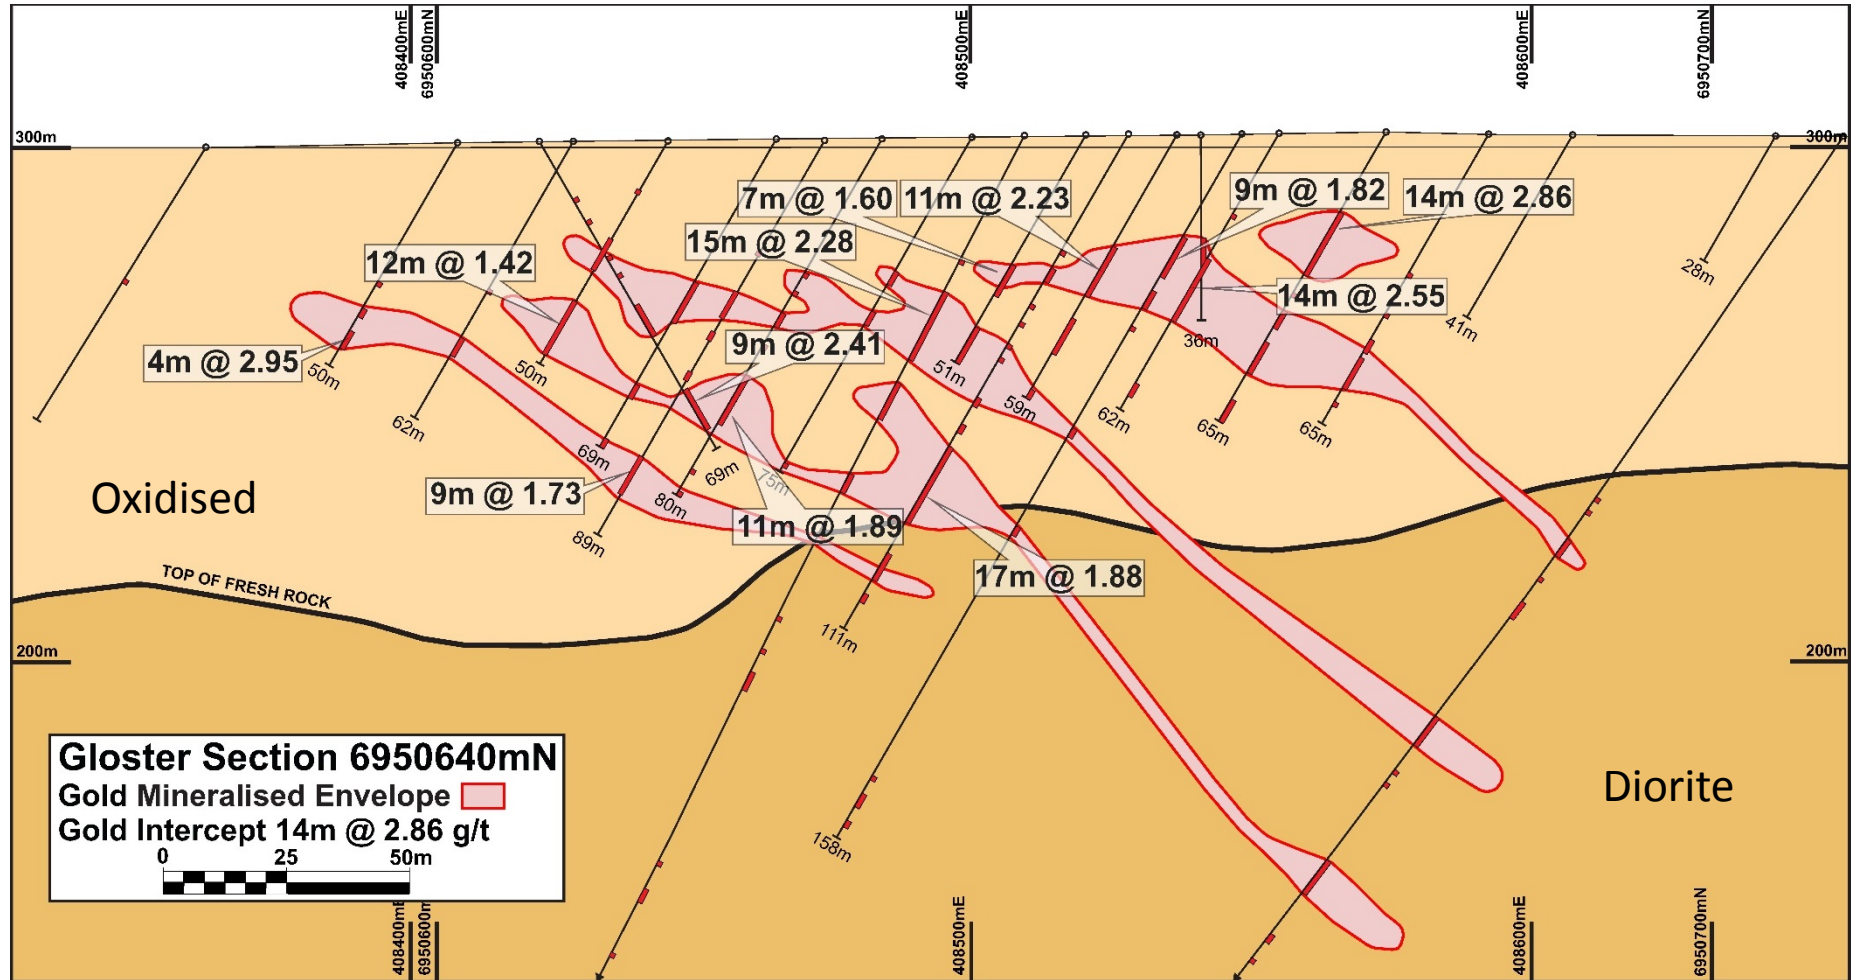 408400mE
6950600mN
408500mE
408600mE
6950700mN
300m
300m
7m @ 1.60
11m @ 2.23
9m @ 1.82
14m @ 2.86
15m @ 2.28
12m @ 1.42
14m @ 2.55
28m
41m
36m
9m @ 2.41
4m @ 2.95
50m
50m
51m
59m
62m
65m
65m
62m
69m
69m
75m
Oxidised
9m @ 1.73
80m
11m @ 1.89
89m
17m @ 1.88
TOP OF FRESH ROCK
111m
200m
200m
Gloster Section 6950640mN
Gold Mineralised Envelope
Gold Intercept 14m @ 2.86 g/t
0 25 50m
158m
Diorite
408400mE
6950600m
408500mE
408600mE
6950700mN